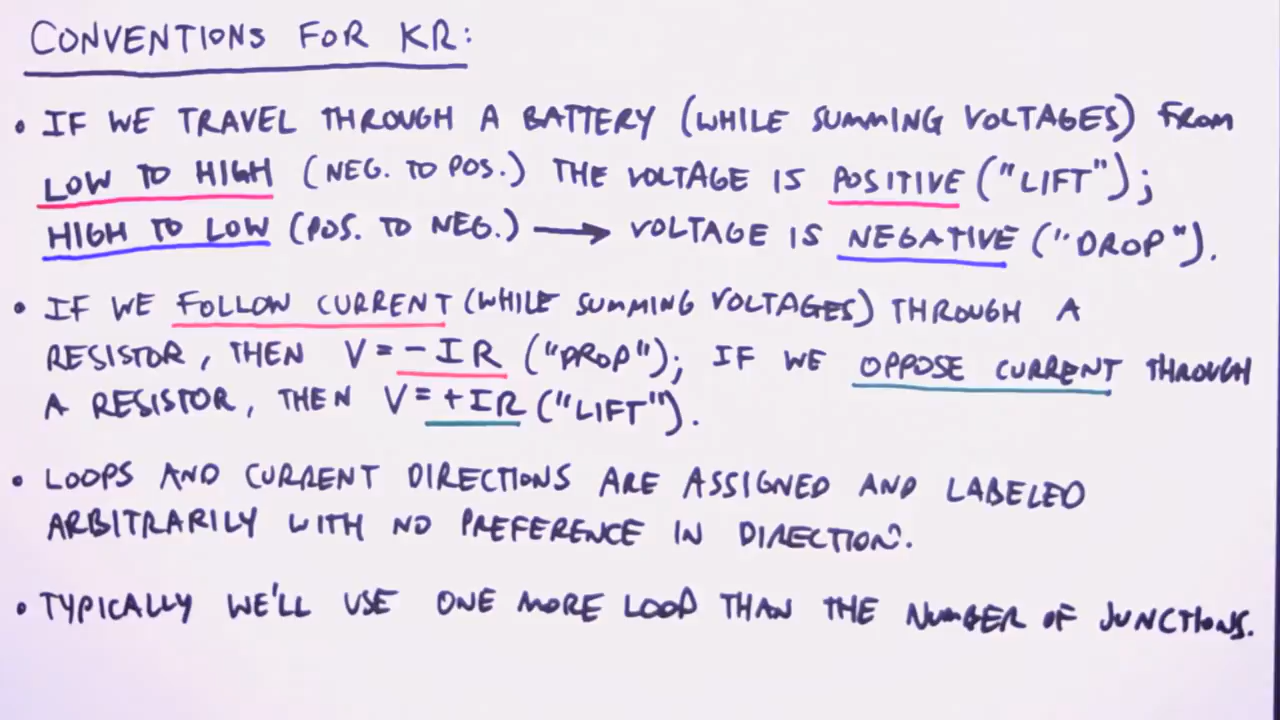 CONVENTIONS FOR KR:
• IF WE TRAVEL THROUGH A BATTERY (WHILE SUMMING VOLTAGES) FROM
LOW TO HIGH (NEG. TO POS.) THE VOLTAGE IS POSITIVE ("LIFT");
HIGH TO LOW (POS. TO NEG.) → VOLTAGE IS NEGATIVE ("DROP").
• IF WE FOLLOW CURRENT (WHILE SUMMING VOLTAGES) THROUGH A
RESISTOR, THEN V = -IR ("DROP"); IF WE OPPOSE CURRENT THROUGH
A RESISTOR, THEN V = +IR ("LIFT").
• LOOPS AND CURRENT DIRECTIONS ARE ASSIGNED AND LABELED
ARBITRARILY WITH NO PREFERENCE IN DIRECTION.
• TYPICALLY WE'LL USE ONE MORE LOOP THAN THE NUMBER OF JUNCTIONS.